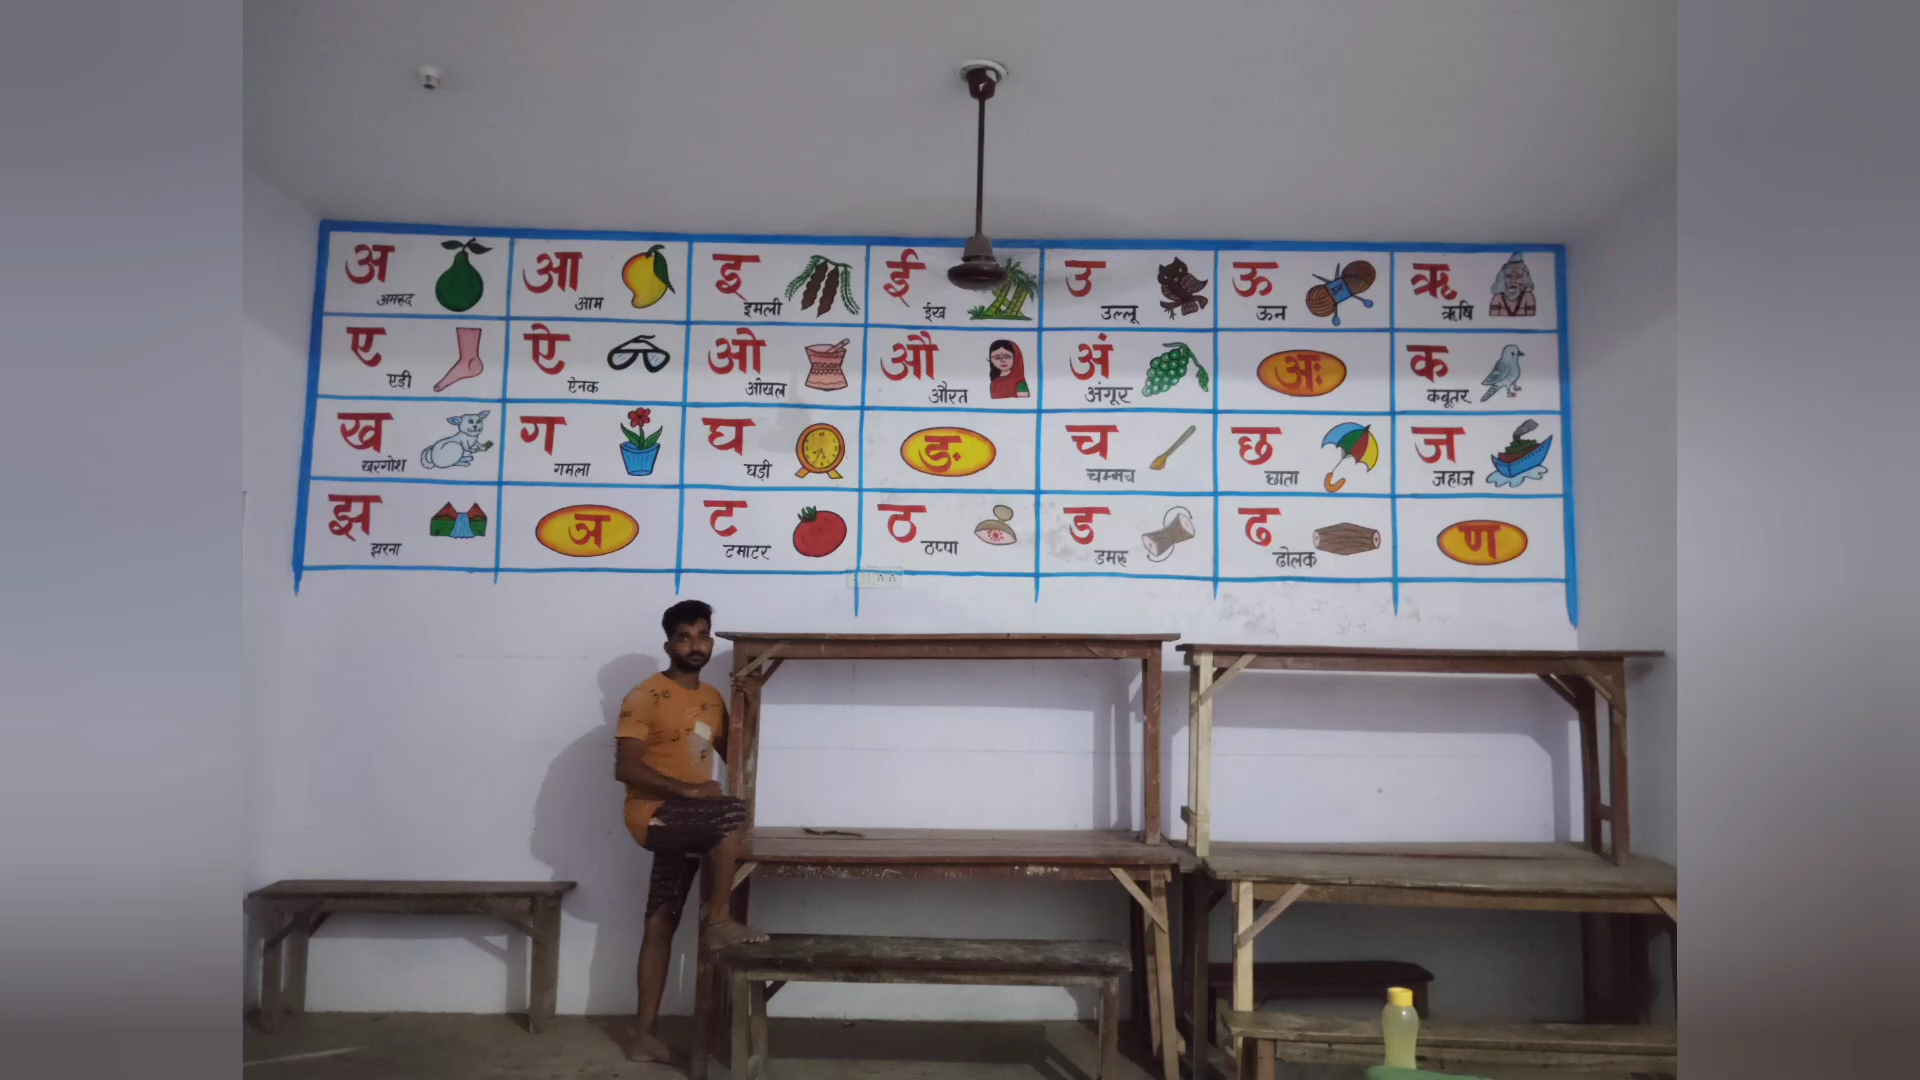 अ अमरूद आ आम इ इमली ई ईख उ उल्लू ऊ ऊन ऋ ऋषि
ए एड़ी ऐ ऐनक ओ ओखल औ औरत अं अंगूर अः क कबूतर
ख खरगोश ग गमला घ घड़ी ङ च चम्मच छ छाता ज जहाज
झ झरना ञ ट टमाटर ठ ठप्पा ड डमरू ढ ढोलक ण